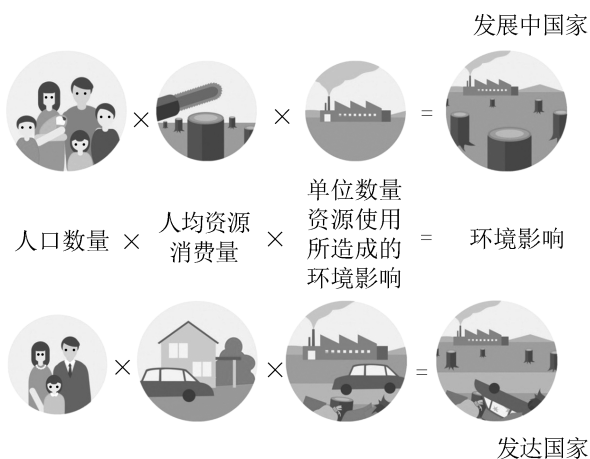 发展中国家
× × =
人口数量 × 人均资源
消费量 × 单位数量
资源使用
所造成的
环境影响 = 环境影响
× × =
发达国家